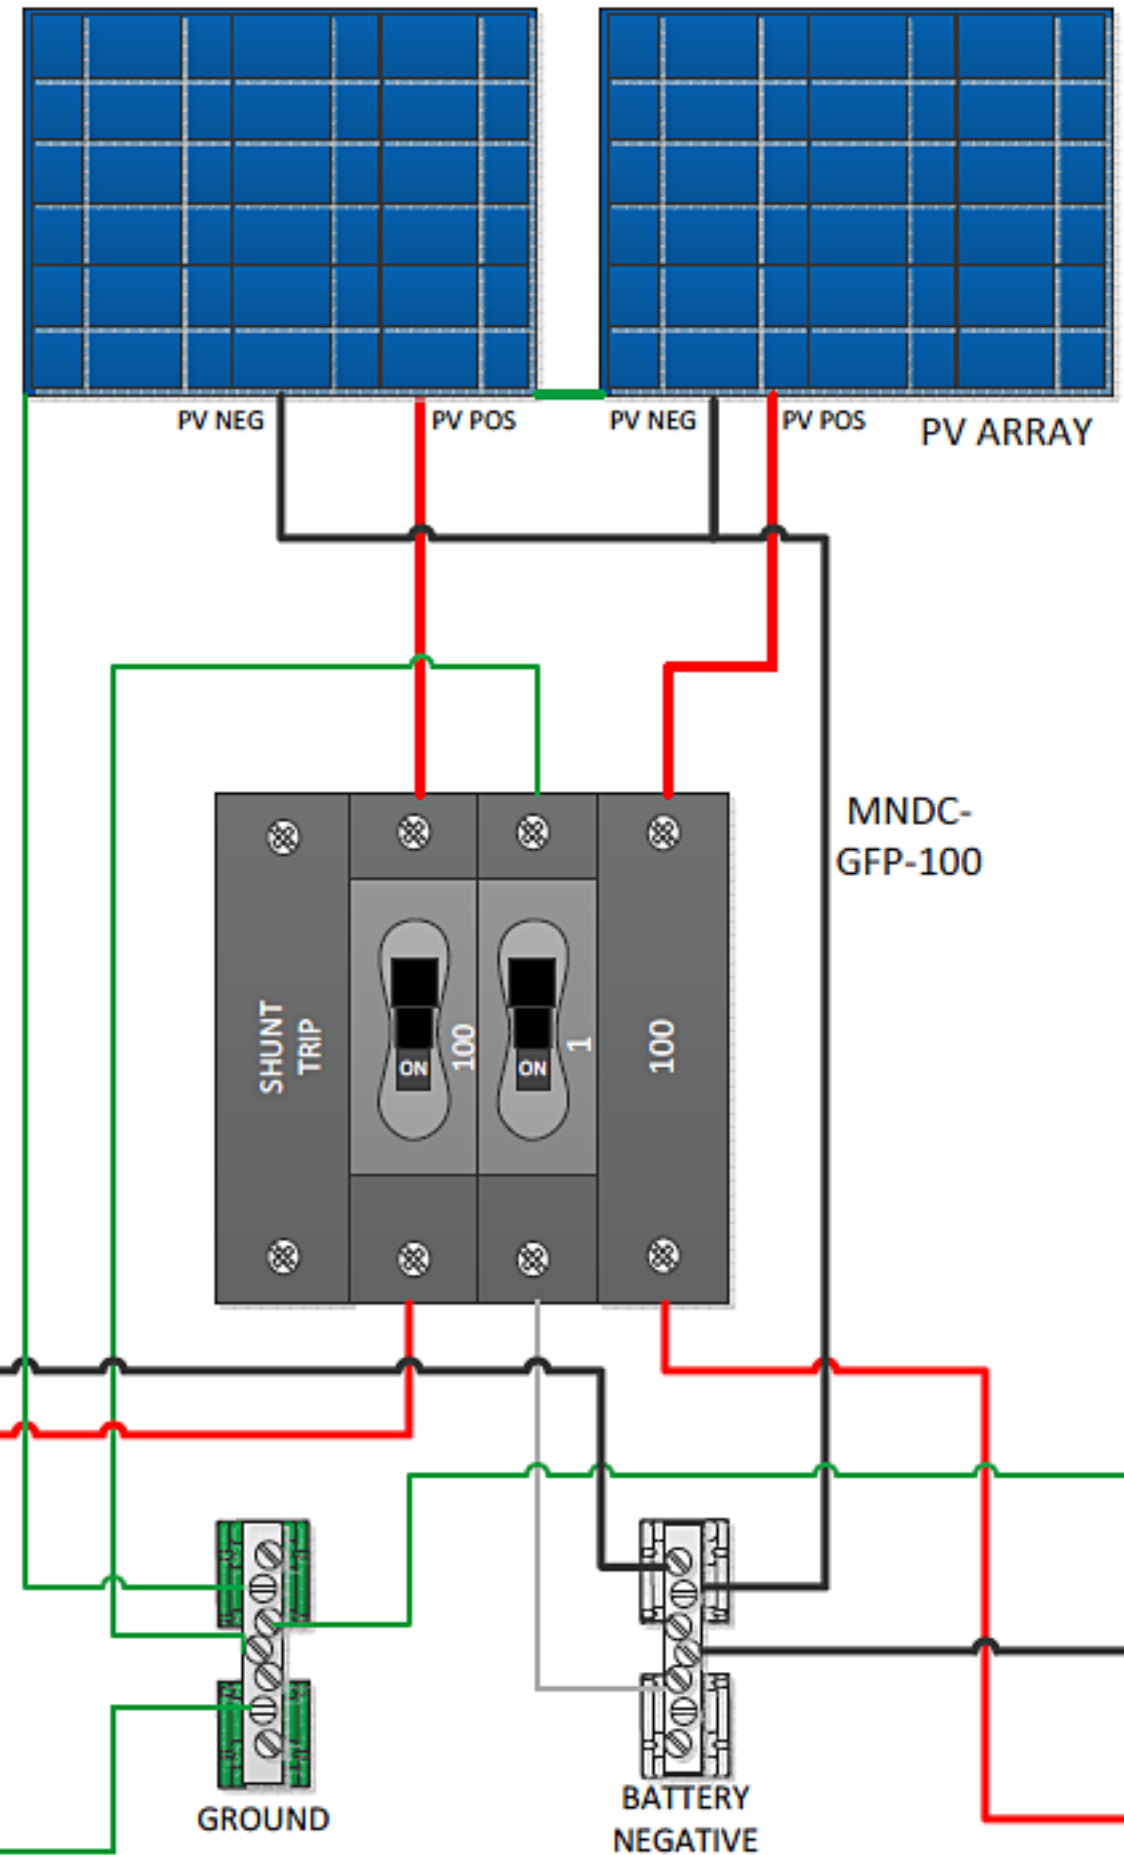 PV NEG
PV POS
PV NEG
PV POS
PV ARRAY
MNDC-
GFP-100
SHUNT
TRIP
100
ON
1
ON
100
GROUND
BATTERY
NEGATIVE